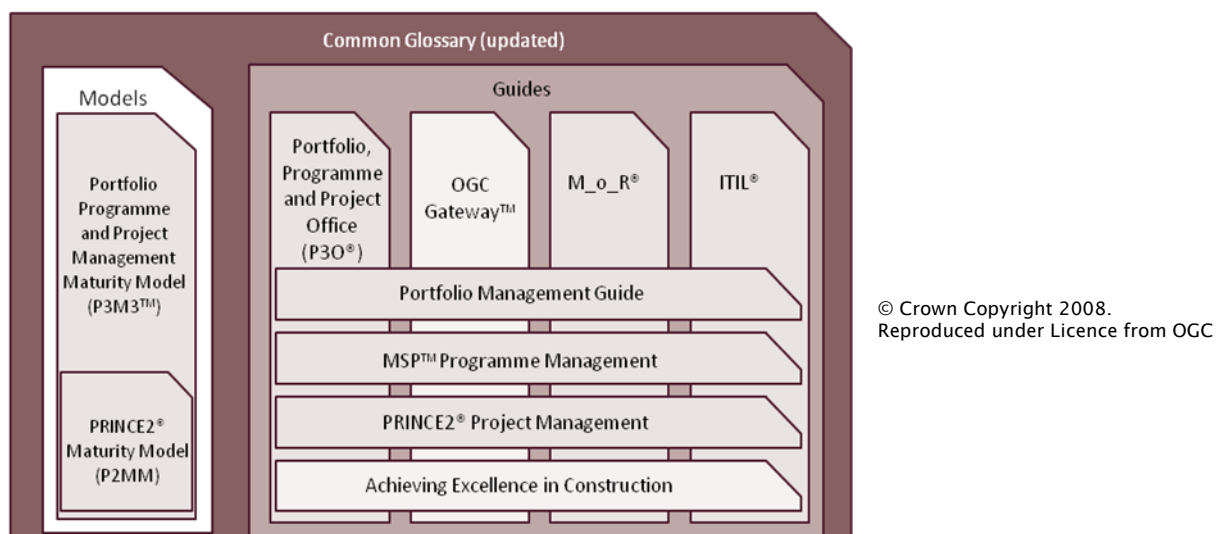 Common Glossary (updated)
Models
Portfolio
Programme
and Project
Management
Maturity Model
(P3M3™)
PRINCE2®
Maturity Model
(P2MM)
Guides
Portfolio,
Programme
and Project
Office
(P3O®)
OGC
Gateway™
M_o_R®
ITIL®
Portfolio Management Guide
MSP™ Programme Management
PRINCE2® Project Management
Achieving Excellence in Construction
© Crown Copyright 2008.
Reproduced under Licence from OGC